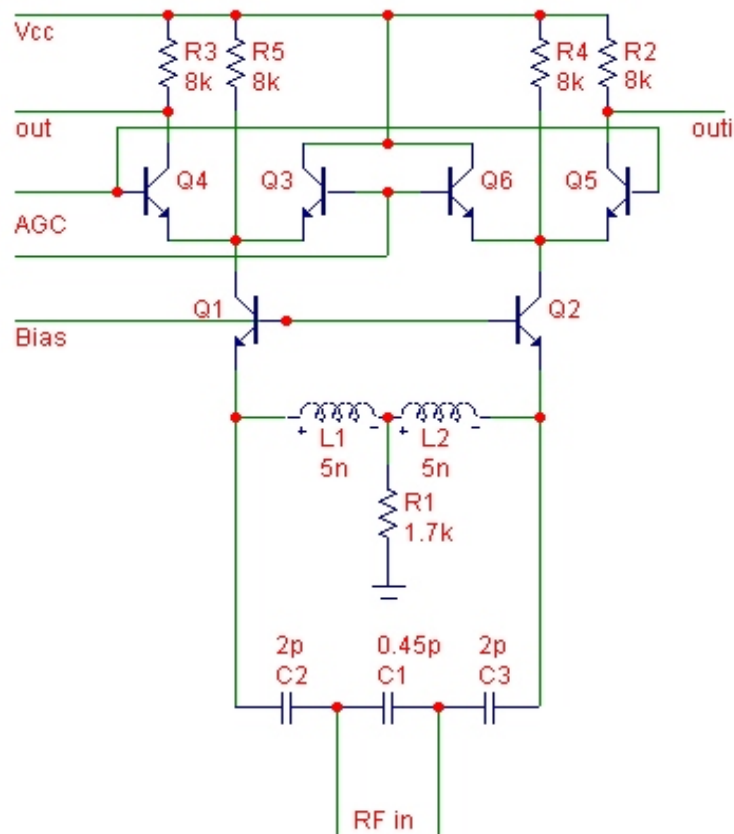 Vcc
R3
8k
R5
8k
R4
8k
R2
8k
out
outi
Q4
Q3
Q6
Q5
AGC
Q1
Q2
Bias
+
-
+
-
L1
5n
L2
5n
R1
1.7k
2p
C2
0.45p
C1
2p
C3
RF in